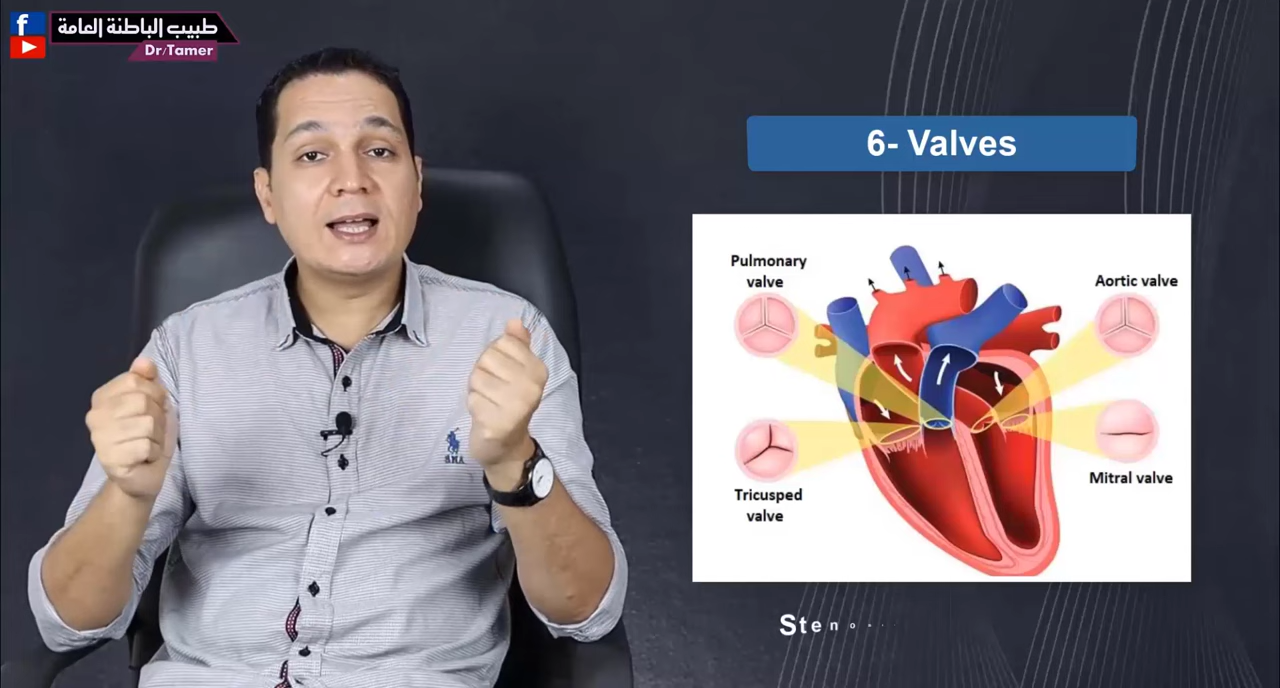 f
طبيب الباطنة العامة
Dr/Tamer
6- Valves
Pulmonary
valve
Aortic valve
Tricusped
valve
Mitral valve
S.M.A.